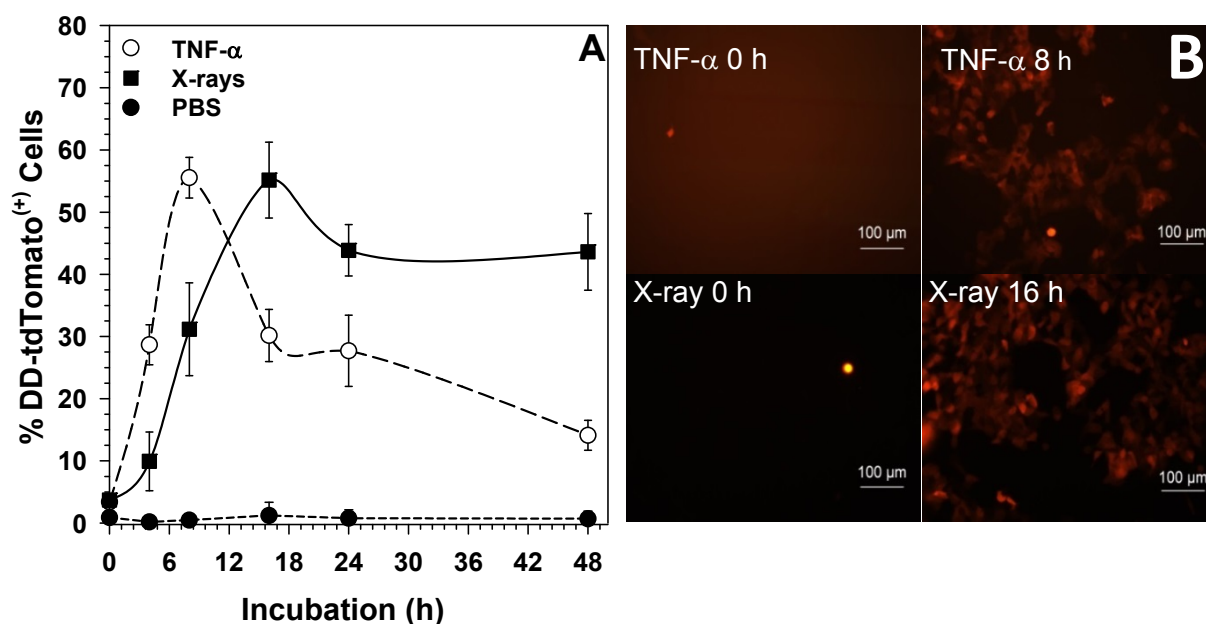 A
TNF-α
X-rays
PBS
% DD-tdTomato(+) Cells
80
70
60
50
40
30
20
10
0
0 6 12 18 24 30 36 42 48
Incubation (h)
B
TNF-α 0 h
100 µm
TNF-α 8 h
100 µm
X-ray 0 h
100 µm
X-ray 16 h
100 µm